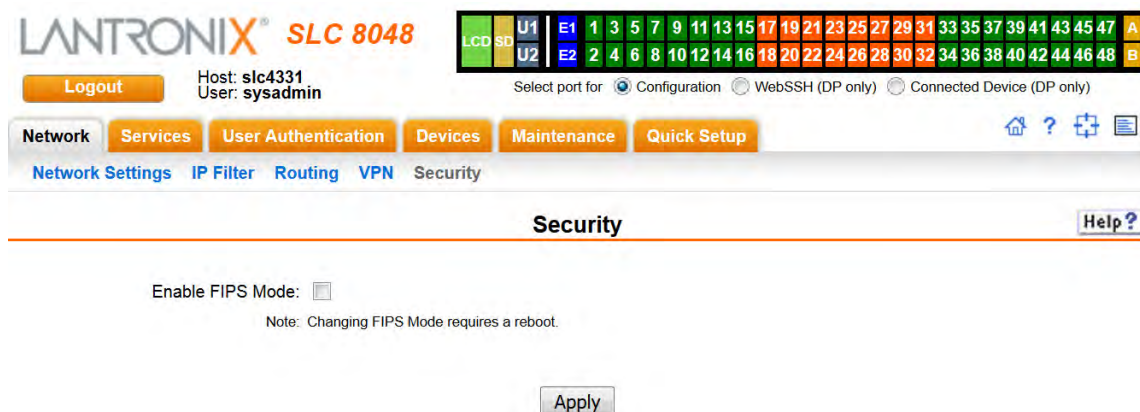 LANTRONIX® SLC 8048
LCD SD U1 E1 1 3 5 7 9 11 13 15 17 19 21 23 25 27 29 31 33 35 37 39 41 43 45 47 A
U2 E2 2 4 6 8 10 12 14 16 18 20 22 24 26 28 30 32 34 36 38 40 42 44 46 48 B
Logout
Host: slc4331
User: sysadmin
Select port for Configuration WebSSH (DP only) Connected Device (DP only)
Network Services User Authentication Devices Maintenance Quick Setup
?
Network Settings IP Filter Routing VPN Security
Security
Help?
Enable FIPS Mode:
Note: Changing FIPS Mode requires a reboot.
Apply